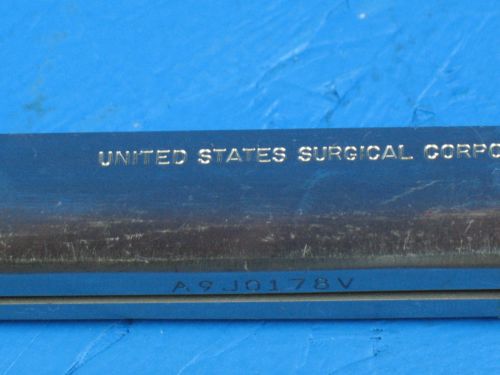 UNITED STATES SURGICAL CORPO
A9J0178V